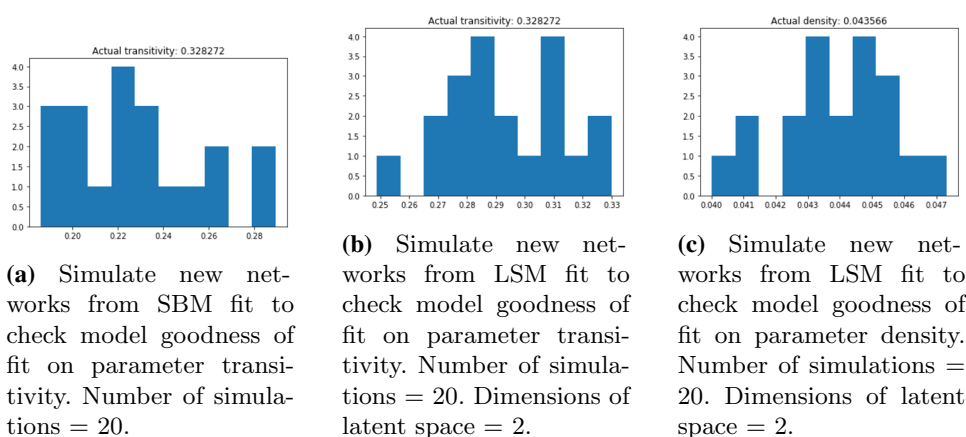 Actual transitivity: 0.328272
4.0
3.5
3.0
2.5
2.0
1.5
1.0
0.5
0.0
0.20 0.22 0.24 0.26 0.28
(a) Simulate new net-
works from SBM fit to
check model goodness of
fit on parameter transi-
tivity. Number of simula-
tions = 20.
Actual transitivity: 0.328272
4.0
3.5
3.0
2.5
2.0
1.5
1.0
0.5
0.0
0.25 0.26 0.27 0.28 0.29 0.30 0.31 0.32 0.33
(b) Simulate new net-
works from LSM fit to
check model goodness of
fit on parameter transi-
tivity. Number of simula-
tions = 20. Dimensions of
latent space = 2.
Actual density: 0.043566
4.0
3.5
3.0
2.5
2.0
1.5
1.0
0.5
0.0
0.040 0.041 0.042 0.043 0.044 0.045 0.046 0.047
(c) Simulate new net-
works from LSM fit to
check model goodness of
fit on parameter density.
Number of simulations =
20. Dimensions of latent
space = 2.